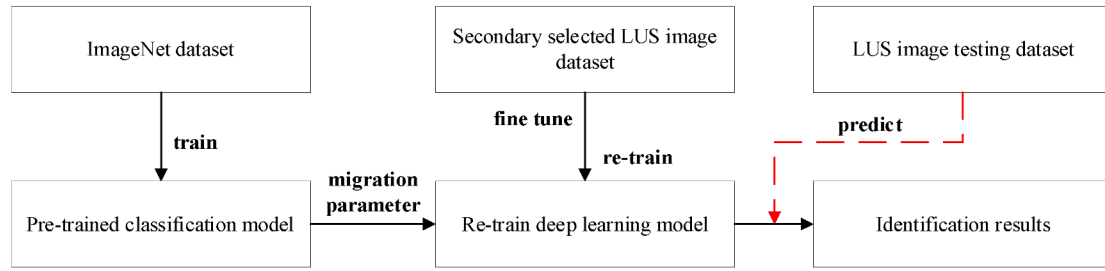 ImageNet dataset
Secondary selected LUS image
dataset
LUS image testing dataset
train
fine tune
re-train
predict
migration
parameter
Pre-trained classification model
Re-train deep learning model
Identification results